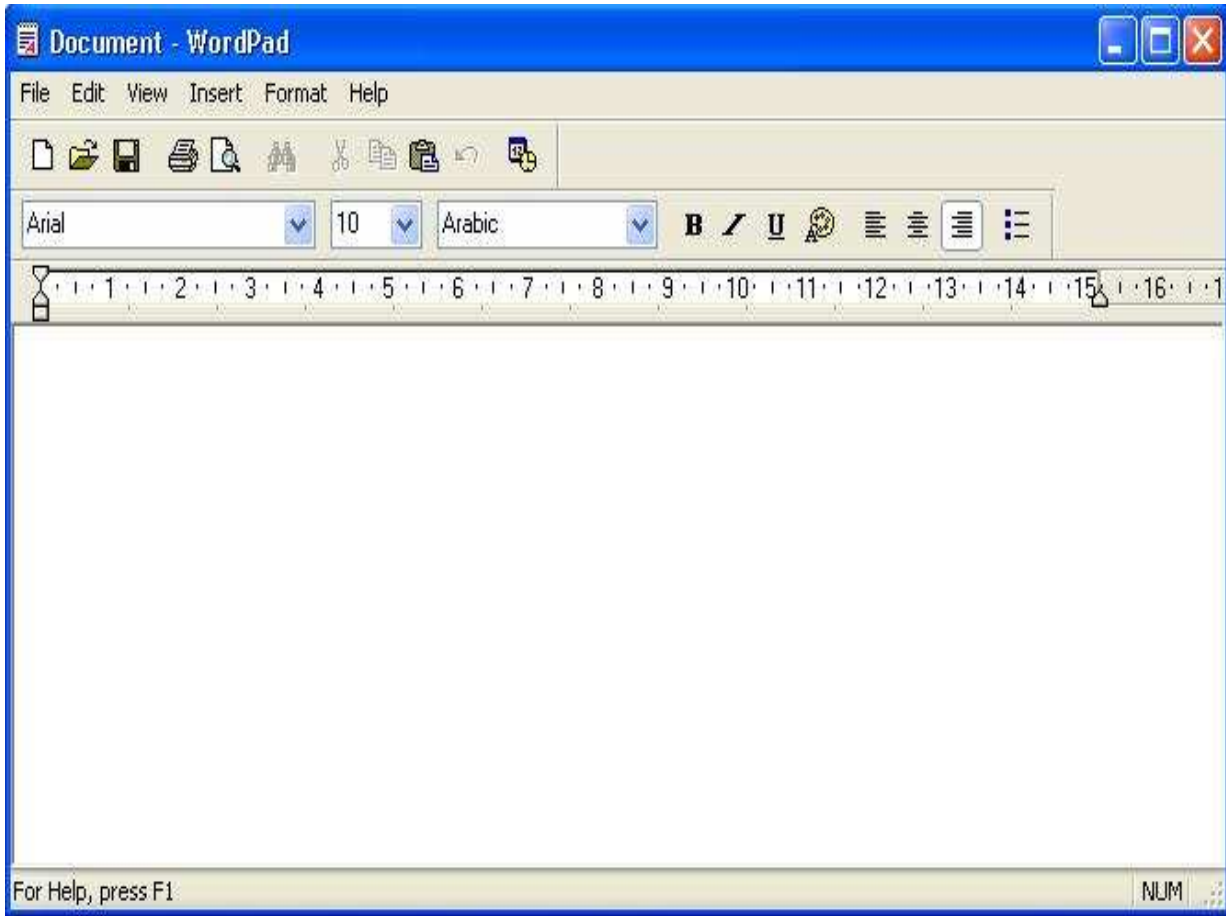 Document - WordPad
File Edit View Insert Format Help
Arial 10 Arabic B I U
1 2 3 4 5 6 7 8 9 10 11 12 13 14 15 16 1
For Help, press F1 NUM